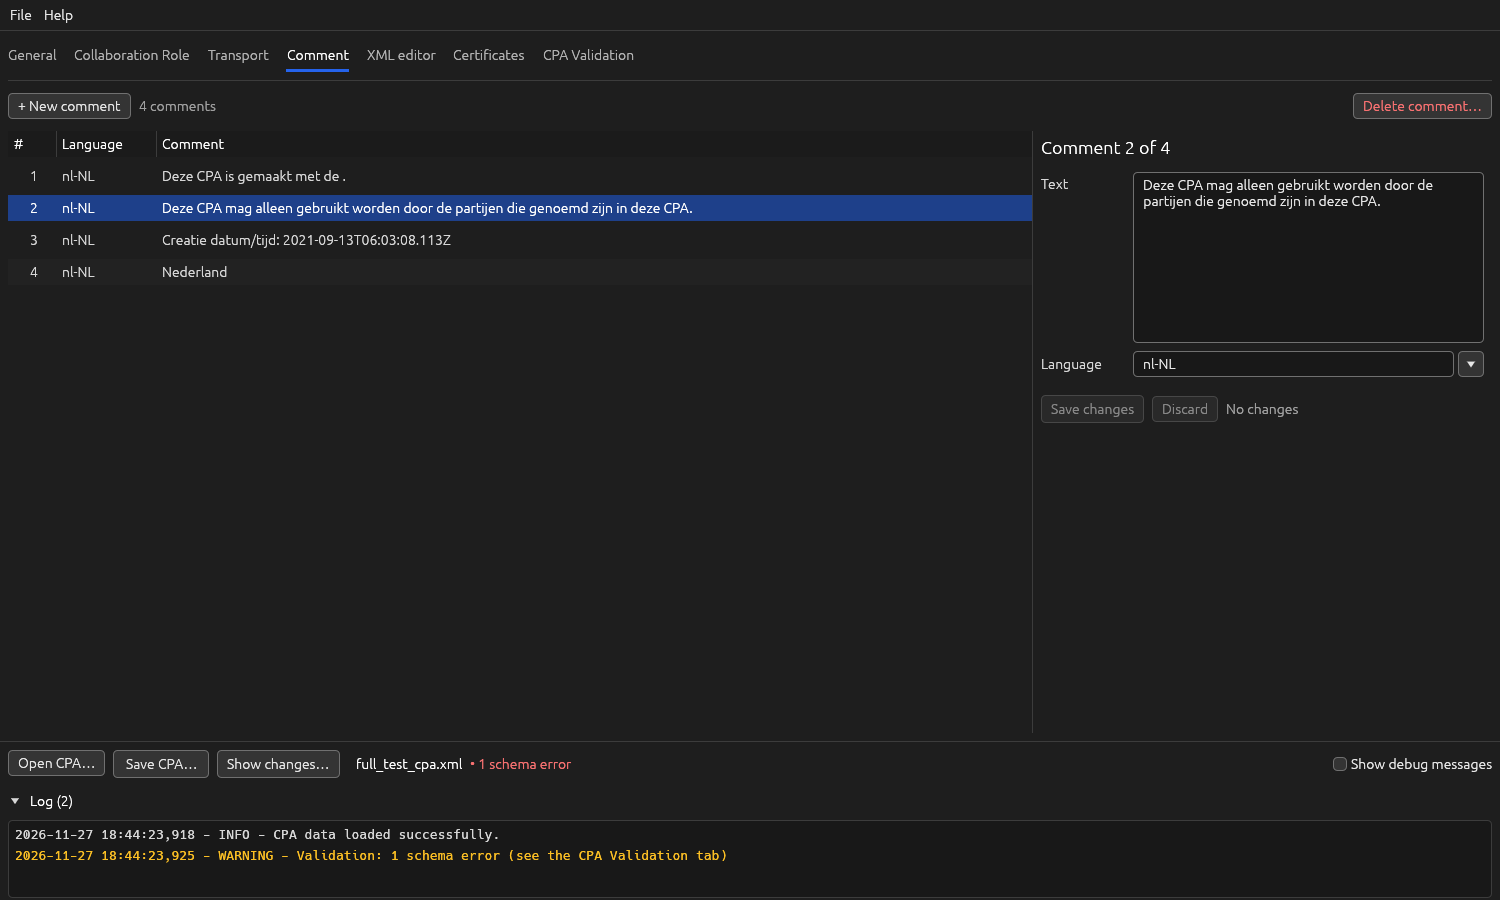 File Help
General Collaboration Role Transport Comment XML editor Certificates CPA Validation
+ New comment 4 comments Delete comment...
# Language Comment
1 nl-NL Deze CPA is gemaakt met de .
2 nl-NL Deze CPA mag alleen gebruikt worden door de partijen die genoemd zijn in deze CPA.
3 nl-NL Creatie datum/tijd: 2021-09-13T06:03:08.113Z
4 nl-NL Nederland
Comment 2 of 4
Text Deze CPA mag alleen gebruikt worden door de
partijen die genoemd zijn in deze CPA.
Language nl-NL
Save changes Discard No changes
Open CPA... Save CPA... Show changes... full_test_cpa.xml • 1 schema error Show debug messages
Log (2)
2026-11-27 18:44:23,918 - INFO - CPA data loaded successfully.
2026-11-27 18:44:23,925 - WARNING - Validation: 1 schema error (see the CPA Validation tab)